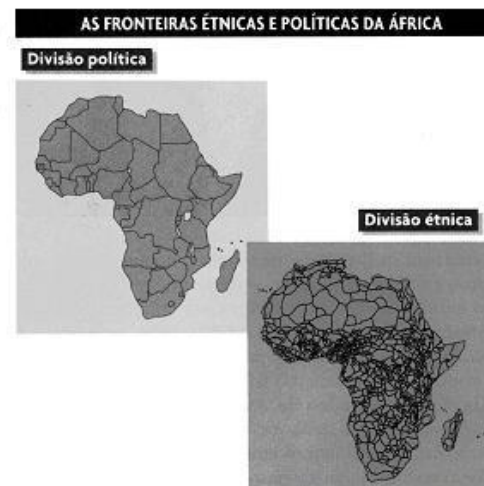 AS FRONTEIRAS ÉTNICAS E POLÍTICAS DA ÁFRICA
Divisão política
Divisão étnica